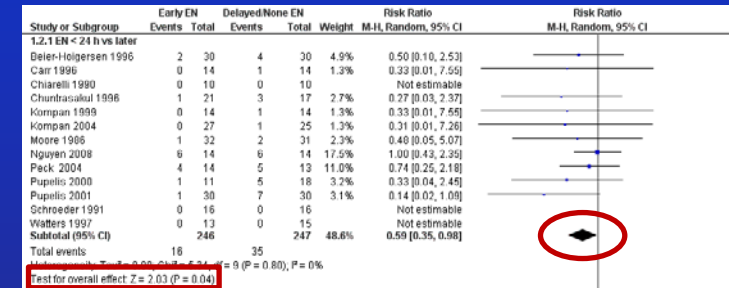 Early EN Delayed/None EN Risk Ratio Risk Ratio
Study or Subgroup Events Total Events Total Weight M-H, Random, 95% CI M-H, Random, 95% CI
1.2.1 EN < 24 h vs later
Beier-Holgersen 1996 2 30 4 30 4.9% 0.50 [0.10, 2.53]
Carr 1996 0 14 1 14 1.3% 0.33 [0.01, 7.55]
Chiarelli 1990 0 10 0 10 Not estimable
Chuntrasakul 1996 1 21 3 17 2.7% 0.27 [0.03, 2.37]
Kompan 1999 0 14 1 14 1.3% 0.33 [0.01, 7.55]
Kompan 2004 0 27 1 25 1.3% 0.31 [0.01, 7.26]
Moore 1986 1 32 2 31 2.3% 0.48 [0.05, 5.07]
Nguyen 2008 6 14 6 14 17.5% 1.00 [0.43, 2.35]
Peck 2004 4 14 5 13 11.0% 0.74 [0.25, 2.18]
Pupelis 2000 1 11 5 18 3.2% 0.33 [0.04, 2.45]
Pupelis 2001 1 30 7 30 3.1% 0.14 [0.02, 1.09]
Schroeder 1991 0 16 0 16 Not estimable
Watters 1997 0 13 0 15 Not estimable
Subtotal (95% CI) 246 247 48.6% 0.59 [0.35, 0.98]
Total events 16 35
= 9 (P = 0.80); I² = 0%
Test for overall effect: Z = 2.03 (P = 0.04)